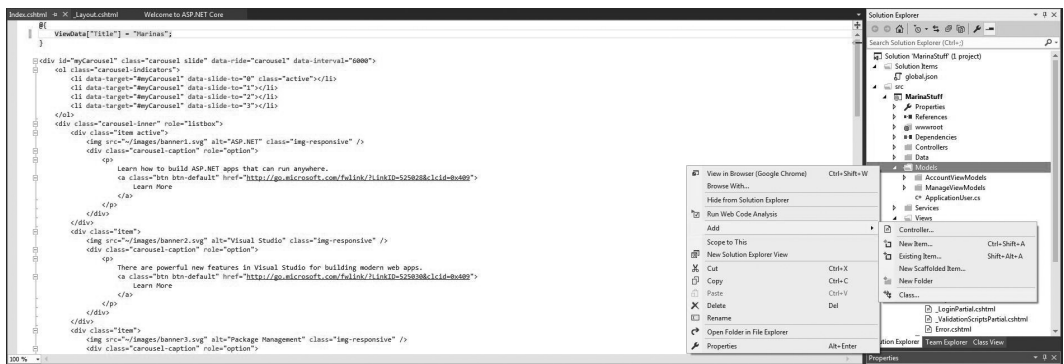 Index.cshtml
_Layout.cshtml
Welcome to ASP.NET Core
@{
ViewData["Title"] = "Marinas";
}
<div id="myCarousel" class="carousel slide" data-ride="carousel" data-interval="6000">
<ol class="carousel-indicators">
<li data-target="#myCarousel" data-slide-to="0" class="active"></li>
<li data-target="#myCarousel" data-slide-to="1"></li>
<li data-target="#myCarousel" data-slide-to="2"></li>
<li data-target="#myCarousel" data-slide-to="3"></li>
</ol>
<div class="carousel-inner" role="listbox">
<div class="item active">
<img src="~/images/banner1.svg" alt="ASP.NET" class="img-responsive" />
<div class="carousel-caption" role="option">
<p>
Learn how to build ASP.NET apps that can run anywhere.
<a class="btn btn-default" href="http://go.microsoft.com/fwlink/?LinkID=525028&clcid=0x409">
Learn More
</a>
</p>
</div>
</div>
<div class="item">
<img src="~/images/banner2.svg" alt="Visual Studio" class="img-responsive" />
<div class="carousel-caption" role="option">
<p>
There are powerful new features in Visual Studio for building modern web apps.
<a class="btn btn-default" href="http://go.microsoft.com/fwlink/?LinkID=525030&clcid=0x409">
Learn More
</a>
</p>
</div>
</div>
<div class="item">
<img src="~/images/banner3.svg" alt="Package Management" class="img-responsive" />
<div class="carousel-caption" role="option">
100 %
View in Browser (Google Chrome) Ctrl+Shift+W
Browse With...
Hide from Solution Explorer
Run Web Code Analysis
Add
Scope to This
New Solution Explorer View
Cut Ctrl+X
Copy Ctrl+C
Paste Ctrl+V
Delete Del
Rename
Open Folder in File Explorer
Properties Alt+Enter
Controller...
New Item... Ctrl+Shift+A
Existing Item... Shift+Alt+A
New Scaffolded Item...
New Folder
Class...
Solution Explorer
Search Solution Explorer (Ctrl+;)
Solution 'MarinaStuff' (1 project)
Solution Items
global.json
src
MarinaStuff
Properties
References
wwwroot
Dependencies
Controllers
Data
Models
AccountViewModels
ManageViewModels
ApplicationUser.cs
Services
Views
_LoginPartial.cshtml
_ValidationScriptsPartial.cshtml
Error.cshtml
ution Explorer Team Explorer Class View
Properties